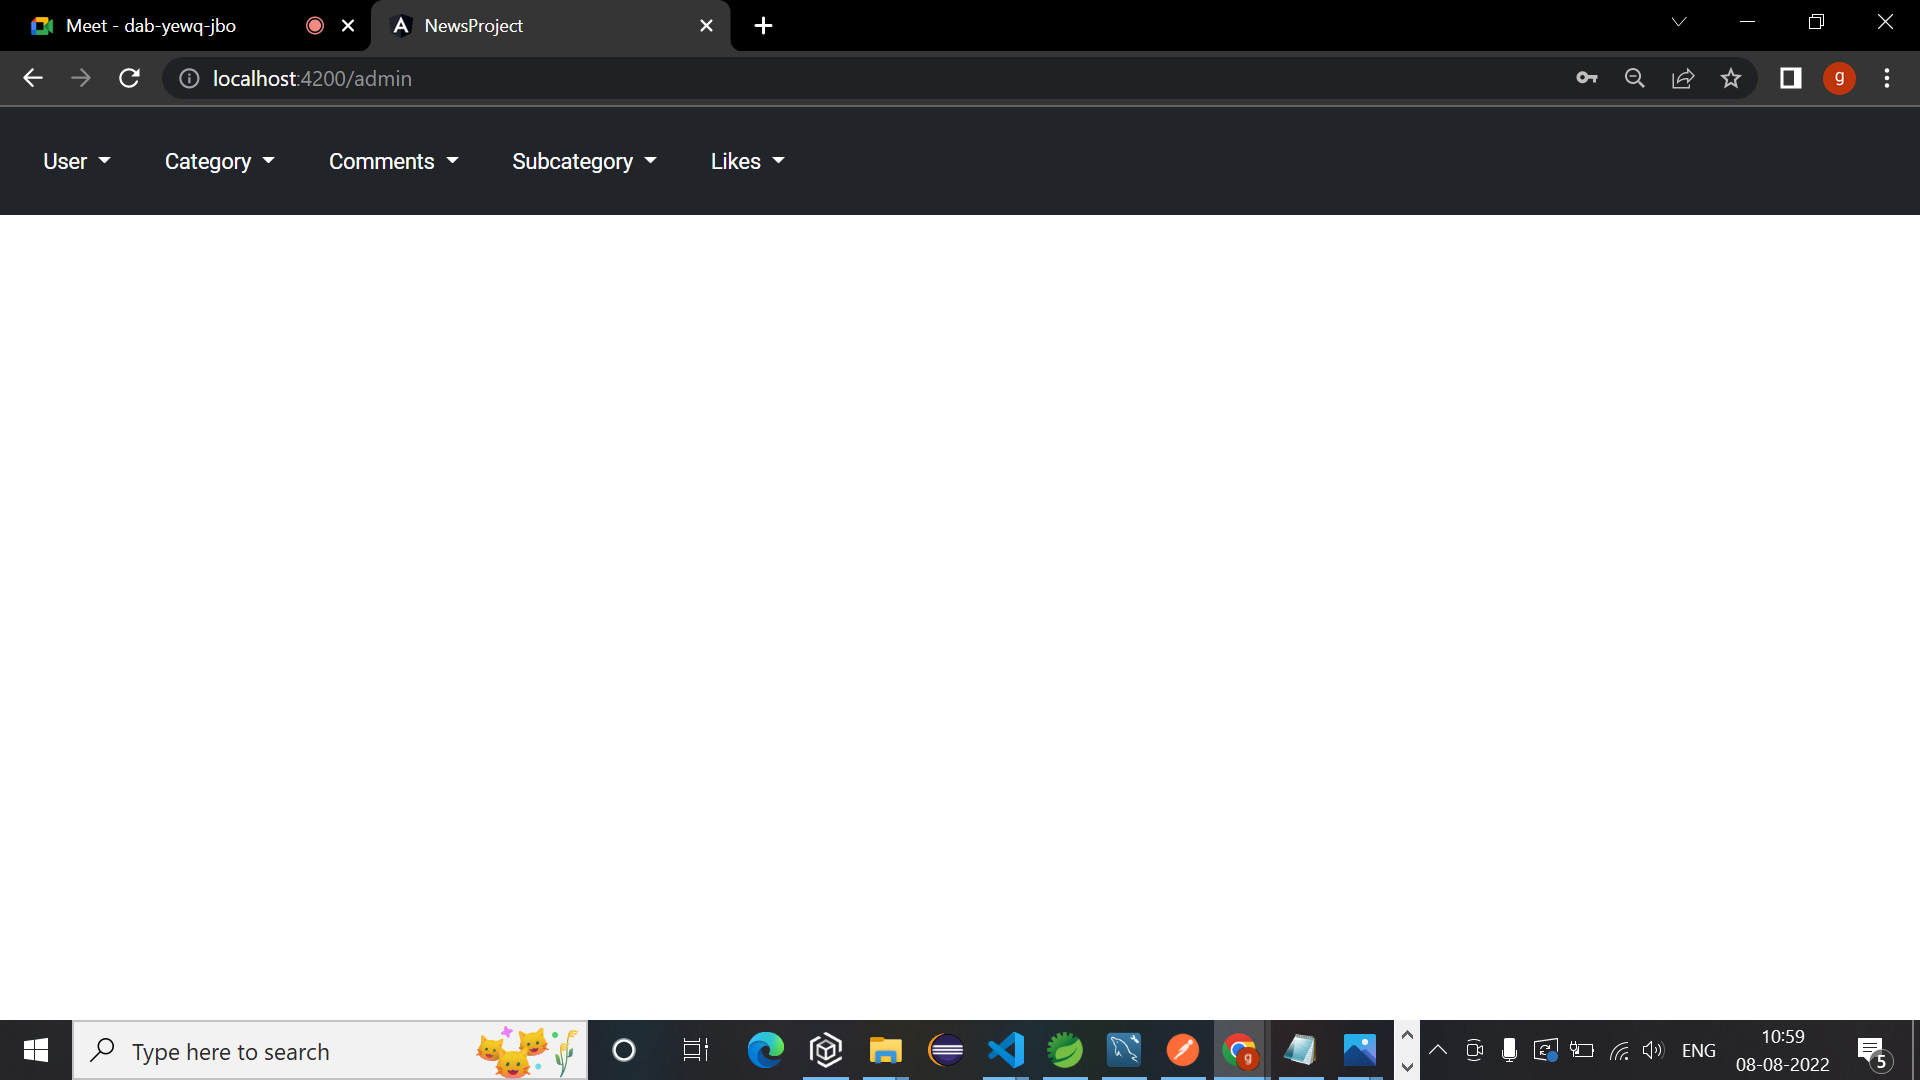 Meet - dab-yewq-jbo
NewsProject
localhost:4200/admin
g
User
Category
Comments
Subcategory
Likes
Type here to search
g
ENG
10:59
08-08-2022
5